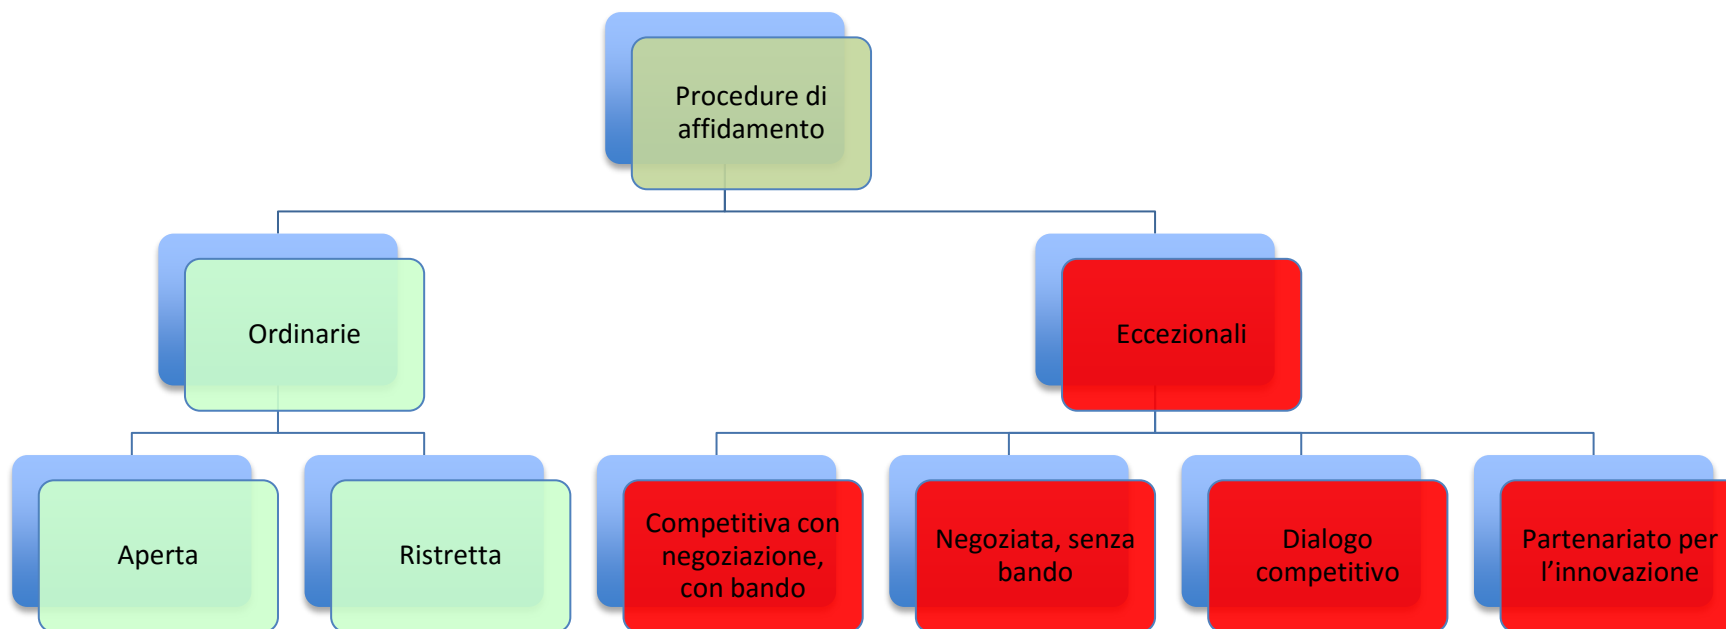 Procedure di
affidamento
Ordinarie
Eccezionali
Aperta
Ristretta
Competitiva con
negoziazione,
con bando
Negoziata, senza
bando
Dialogo
competitivo
Partenariato per
l’innovazione